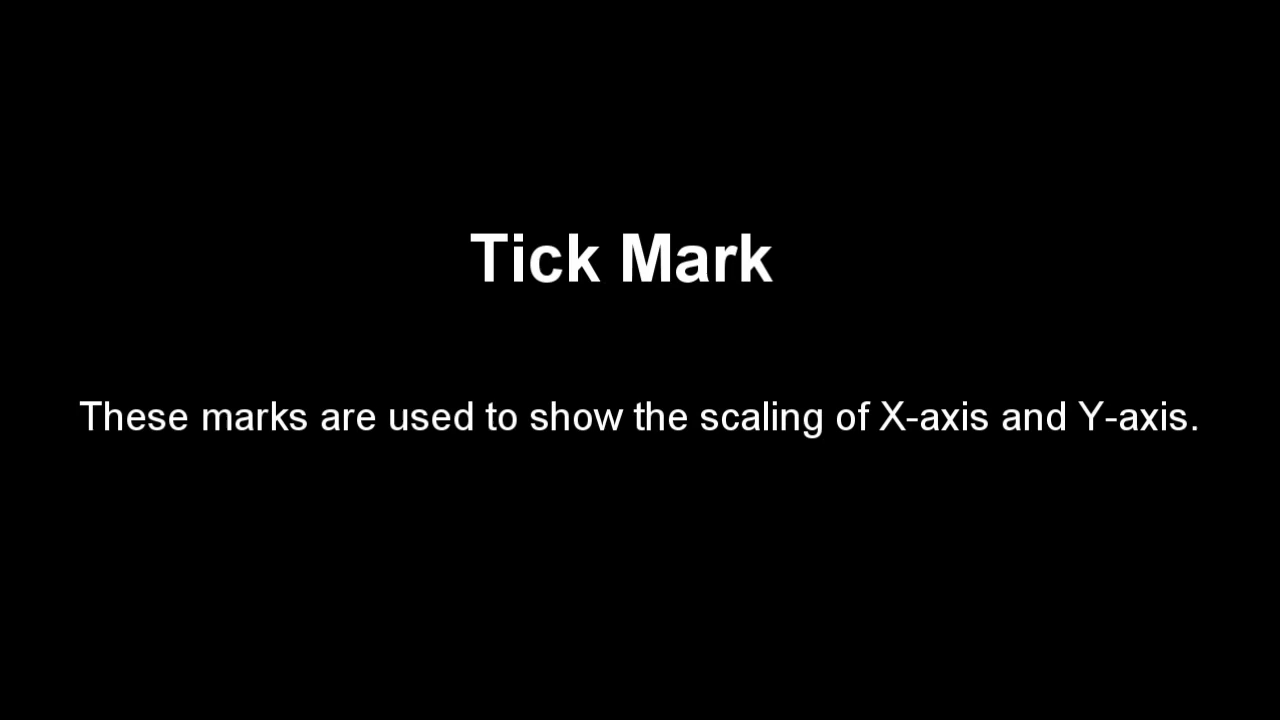 Tick Mark
These marks are used to show the scaling of X-axis and Y-axis.